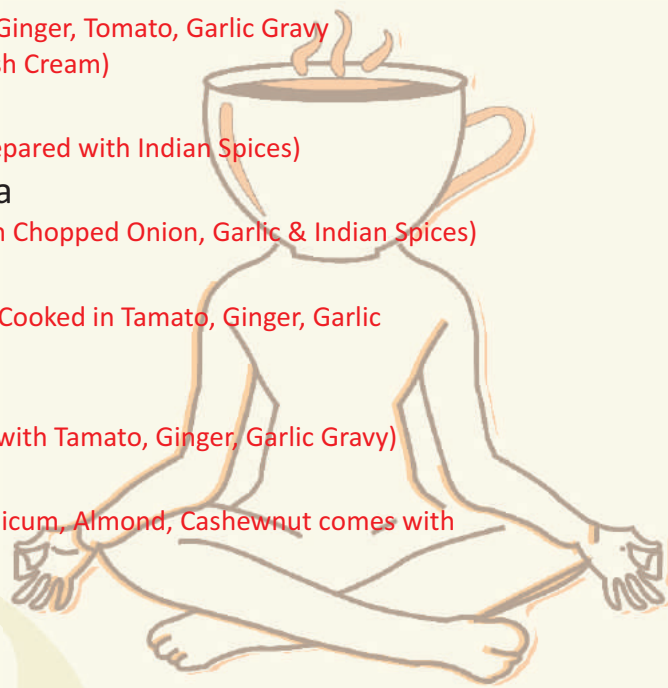 Ginger, Tomato, Garlic Gravy
sh Cream)
epared with Indian Spices)
a
n Chopped Onion, Garlic & Indian Spices)
Cooked in Tamato, Ginger, Garlic
with Tamato, Ginger, Garlic Gravy)
icum, Almond, Cashewnut comes with